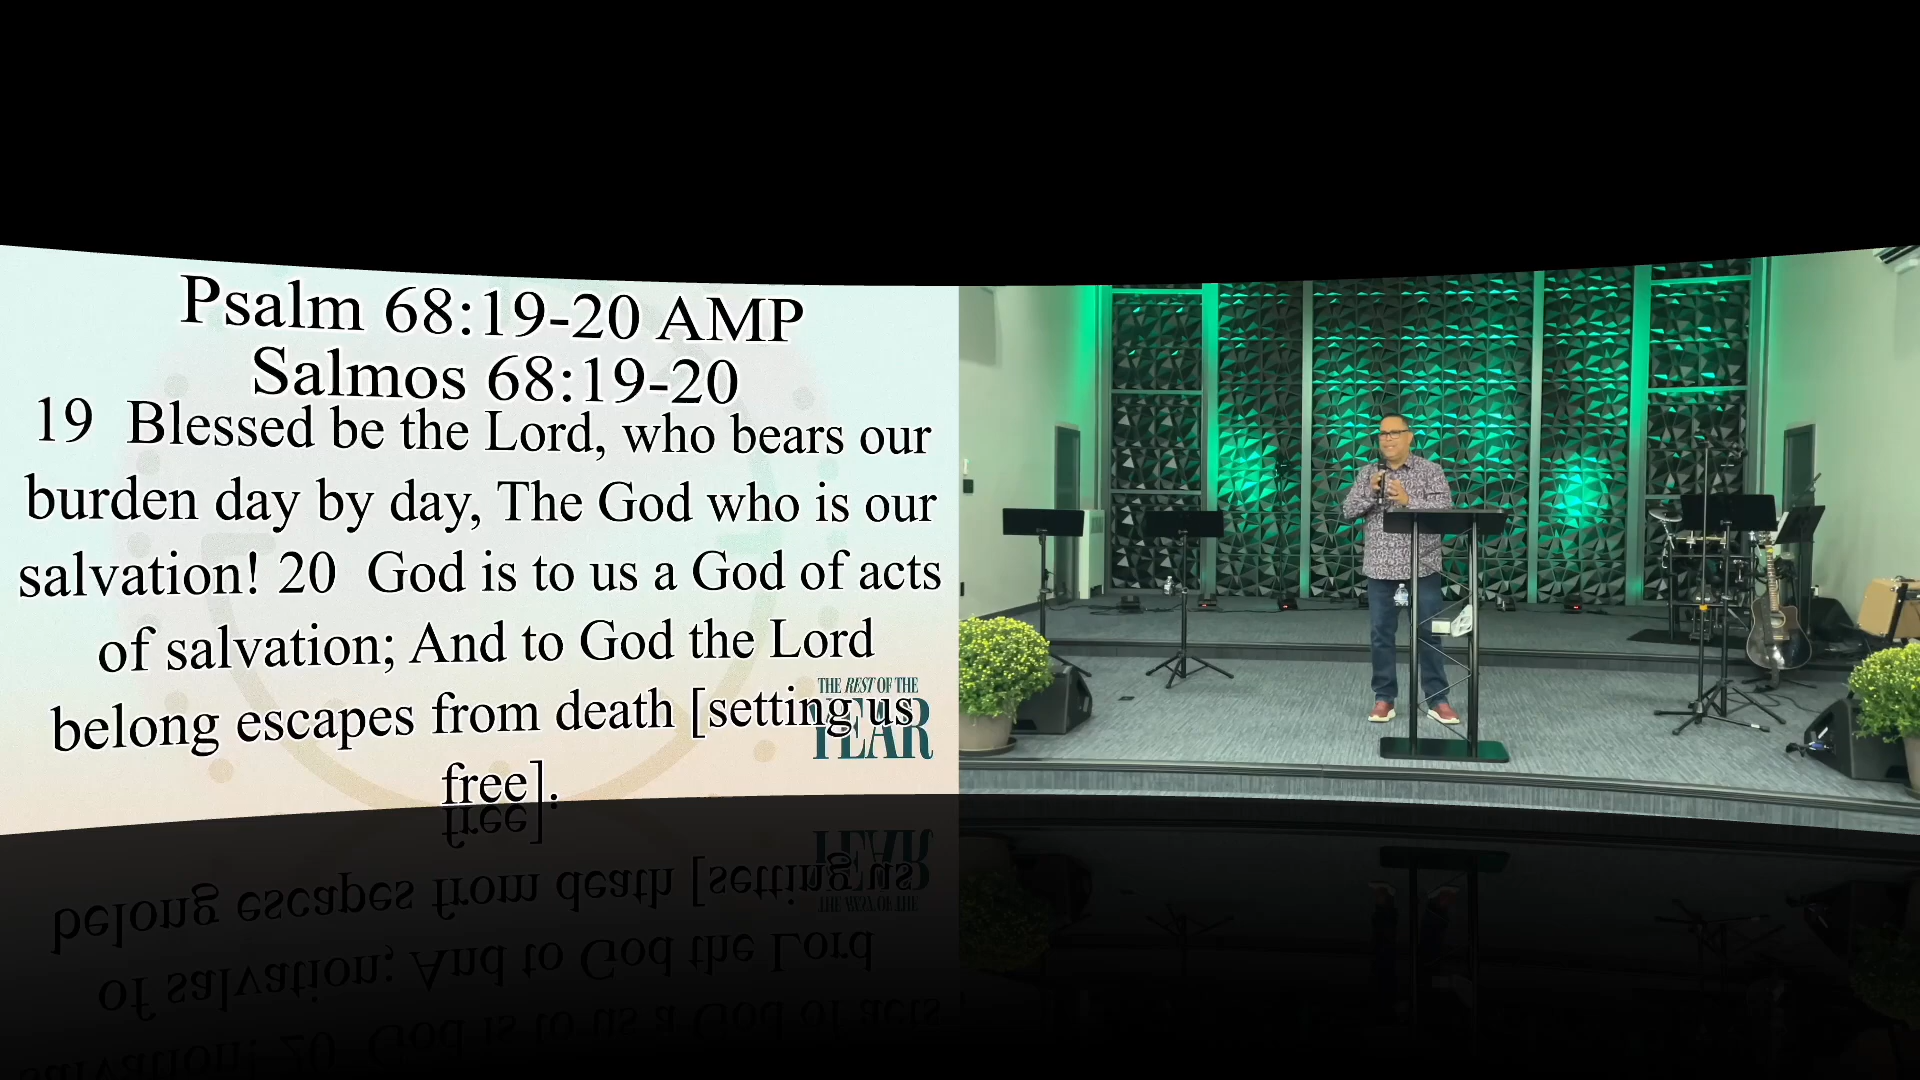 Psalm 68:19-20 AMP
Salmos 68:19-20
19 Blessed be the Lord, who bears our
burden day by day, The God who is our
salvation! 20 God is to us a God of acts
of salvation; And to God the Lord
belong escapes from death [setting us
free].
THE REST OF THE
YEAR